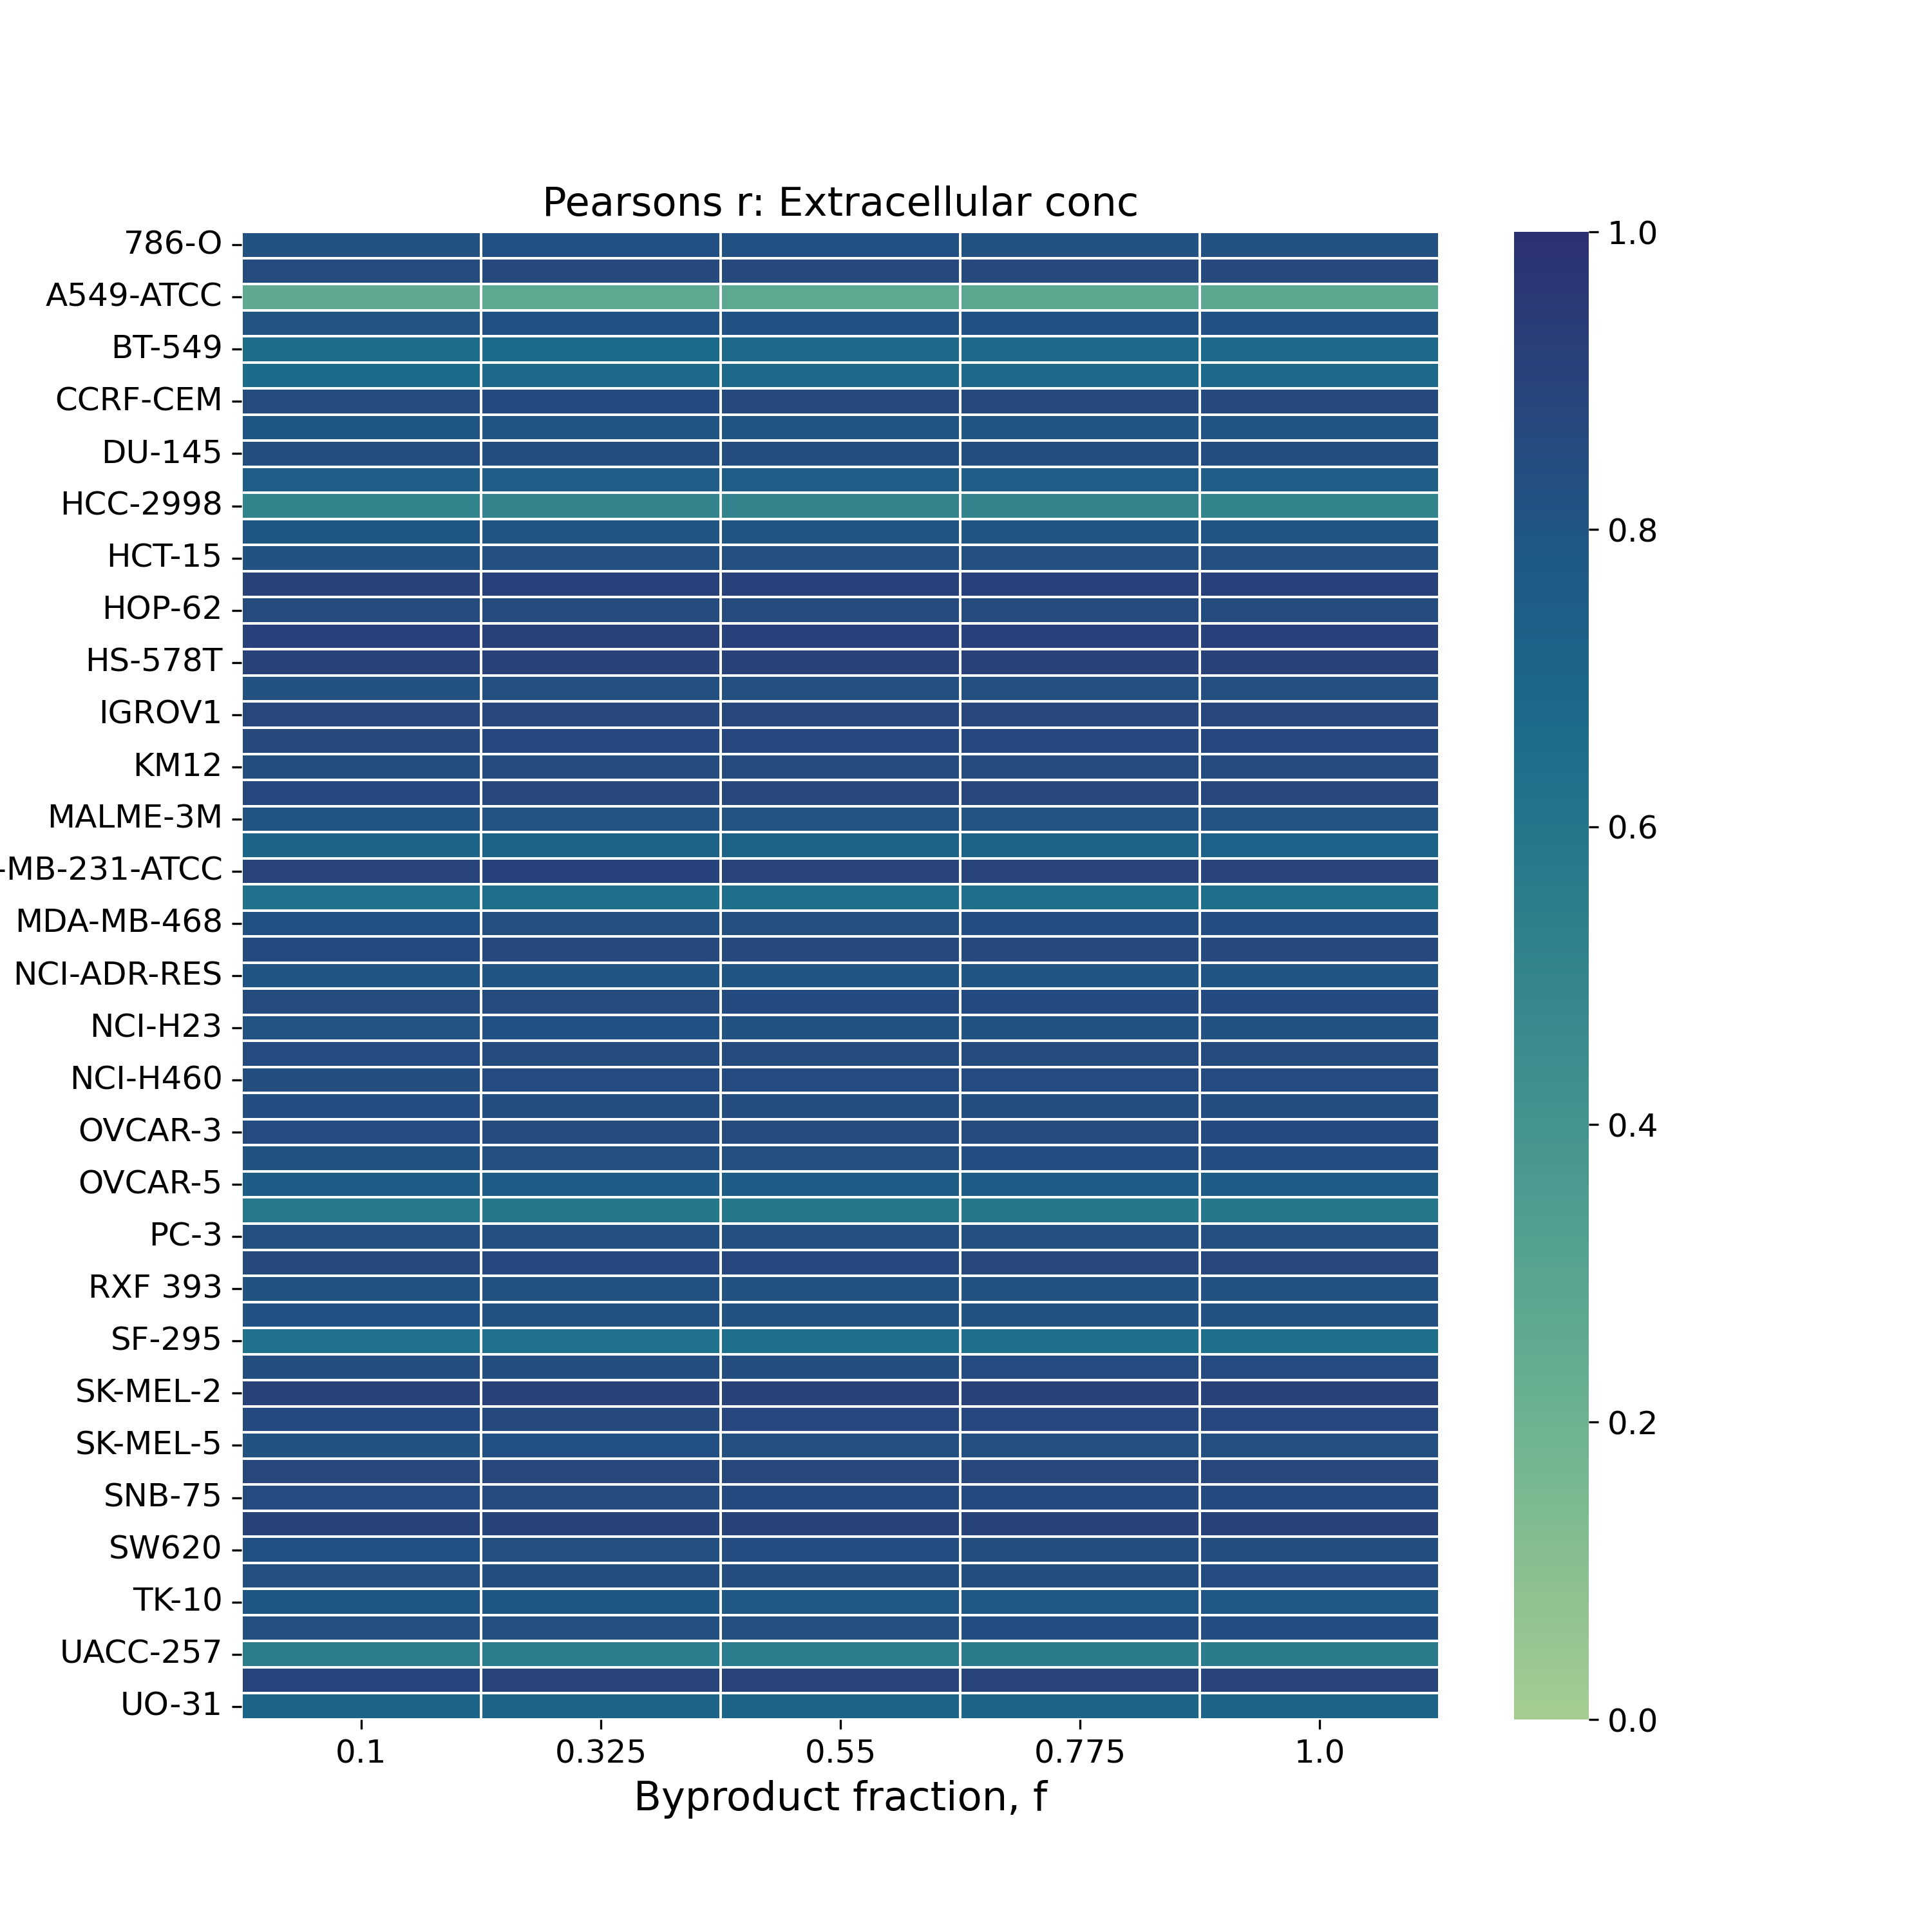 Pearsons r: Extracellular conc
786-O
A549-ATCC
BT-549
CCRF-CEM
DU-145
HCC-2998
HCT-15
HOP-62
HS-578T
IGROV1
KM12
MALME-3M
-MB-231-ATCC
MDA-MB-468
NCI-ADR-RES
NCI-H23
NCI-H460
OVCAR-3
OVCAR-5
PC-3
RXF 393
SF-295
SK-MEL-2
SK-MEL-5
SNB-75
SW620
TK-10
UACC-257
UO-31
0.1 0.325 0.55 0.775 1.0
Byproduct fraction, f
1.0
0.8
0.6
0.4
0.2
0.0